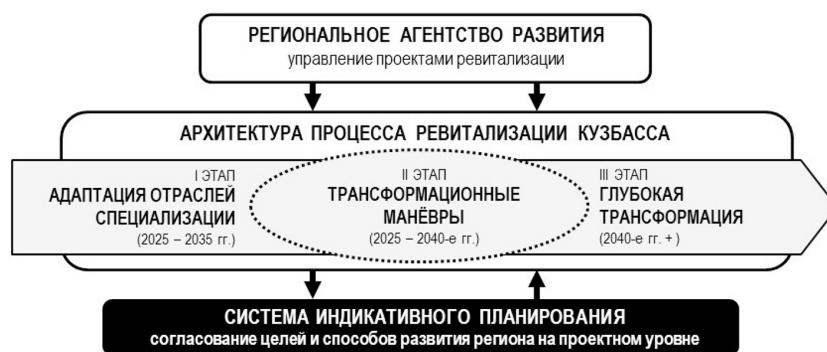 РЕГИОНАЛЬНОЕ АГЕНТСТВО РАЗВИТИЯ
управление проектами ревитализации
АРХИТЕКТУРА ПРОЦЕССА РЕВИТАЛИЗАЦИИ КУЗБАССА
I ЭТАП
АДАПТАЦИЯ ОТРАСЛЕЙ
СПЕЦИАЛИЗАЦИИ
(2025 – 2035 гг.)
II ЭТАП
ТРАНСФОРМАЦИОННЫЕ
МАНЁВРЫ
(2025 – 2040-е гг.)
III ЭТАП
ГЛУБОКАЯ
ТРАНСФОРМАЦИЯ
(2040-е гг. + )
СИСТЕМА ИНДИКАТИВНОГО ПЛАНИРОВАНИЯ
согласование целей и способов развития региона на проектном уровне